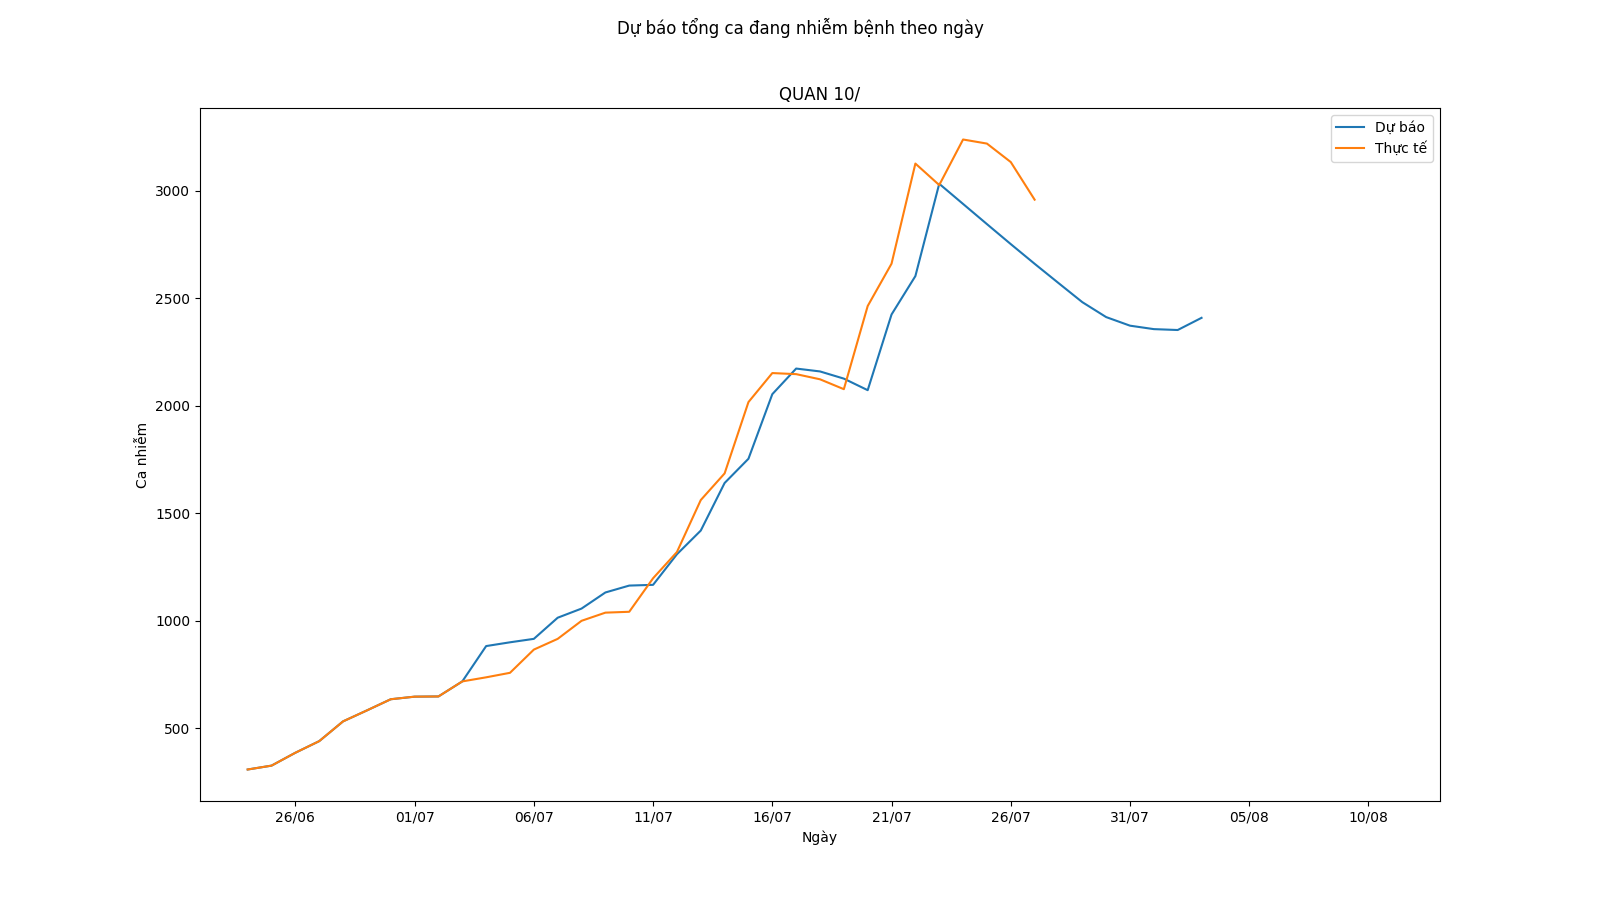 Dự báo tổng ca đang nhiễm bệnh theo ngày
QUAN 10/
Dự báo
Thực tế
Ca nhiễm
3000
2500
2000
1500
1000
500
26/06 01/07 06/07 11/07 16/07 21/07 26/07 31/07 05/08 10/08
Ngày